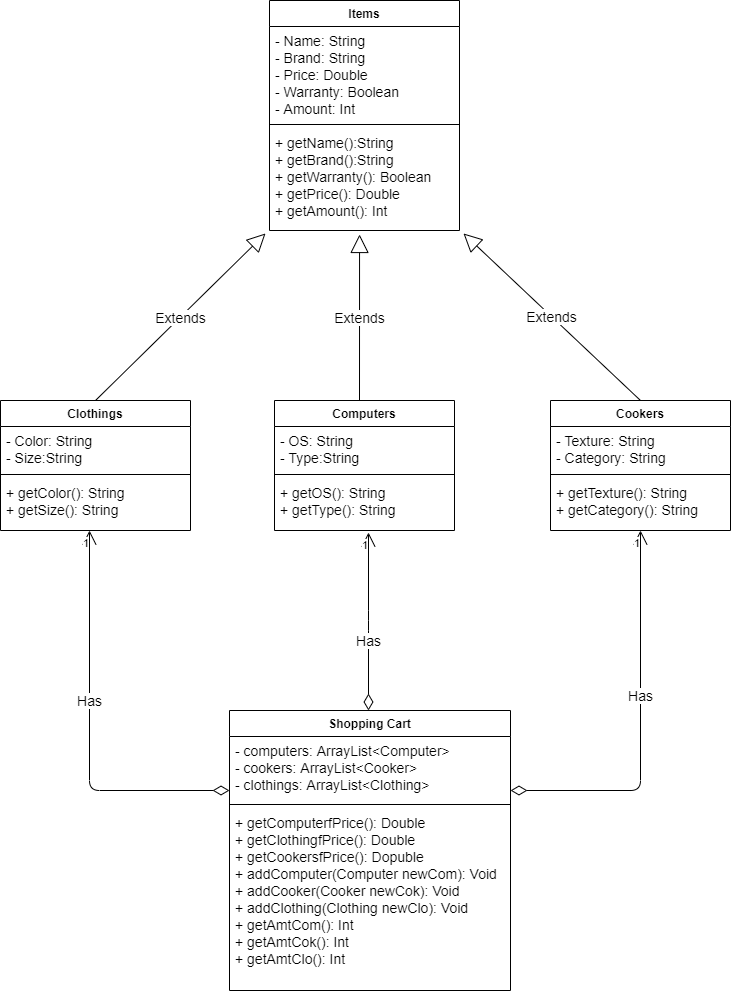 Items
- Name: String
- Brand: String
- Price: Double
- Warranty: Boolean
- Amount: Int
+ getName():String
+ getBrand():String
+ getWarranty(): Boolean
+ getPrice(): Double
+ getAmount(): Int
Extends
Extends
Extends
Clothings
- Color: String
- Size:String
+ getColor(): String
+ getSize(): String
Computers
- OS: String
- Type:String
+ getOS(): String
+ getType(): String
Cookers
- Texture: String
- Category: String
+ getTexture(): String
+ getCategory(): String
1
1
1
Has
Has
Has
Shopping Cart
- computers: ArrayList<Computer>
- cookers: ArrayList<Cooker>
- clothings: ArrayList<Clothing>
+ getComputerfPrice(): Double
+ getClothingfPrice(): Double
+ getCookersfPrice(): Dopuble
+ addComputer(Computer newCom): Void
+ addCooker(Cooker newCok): Void
+ addClothing(Clothing newClo): Void
+ getAmtCom(): Int
+ getAmtCok(): Int
+ getAmtClo(): Int